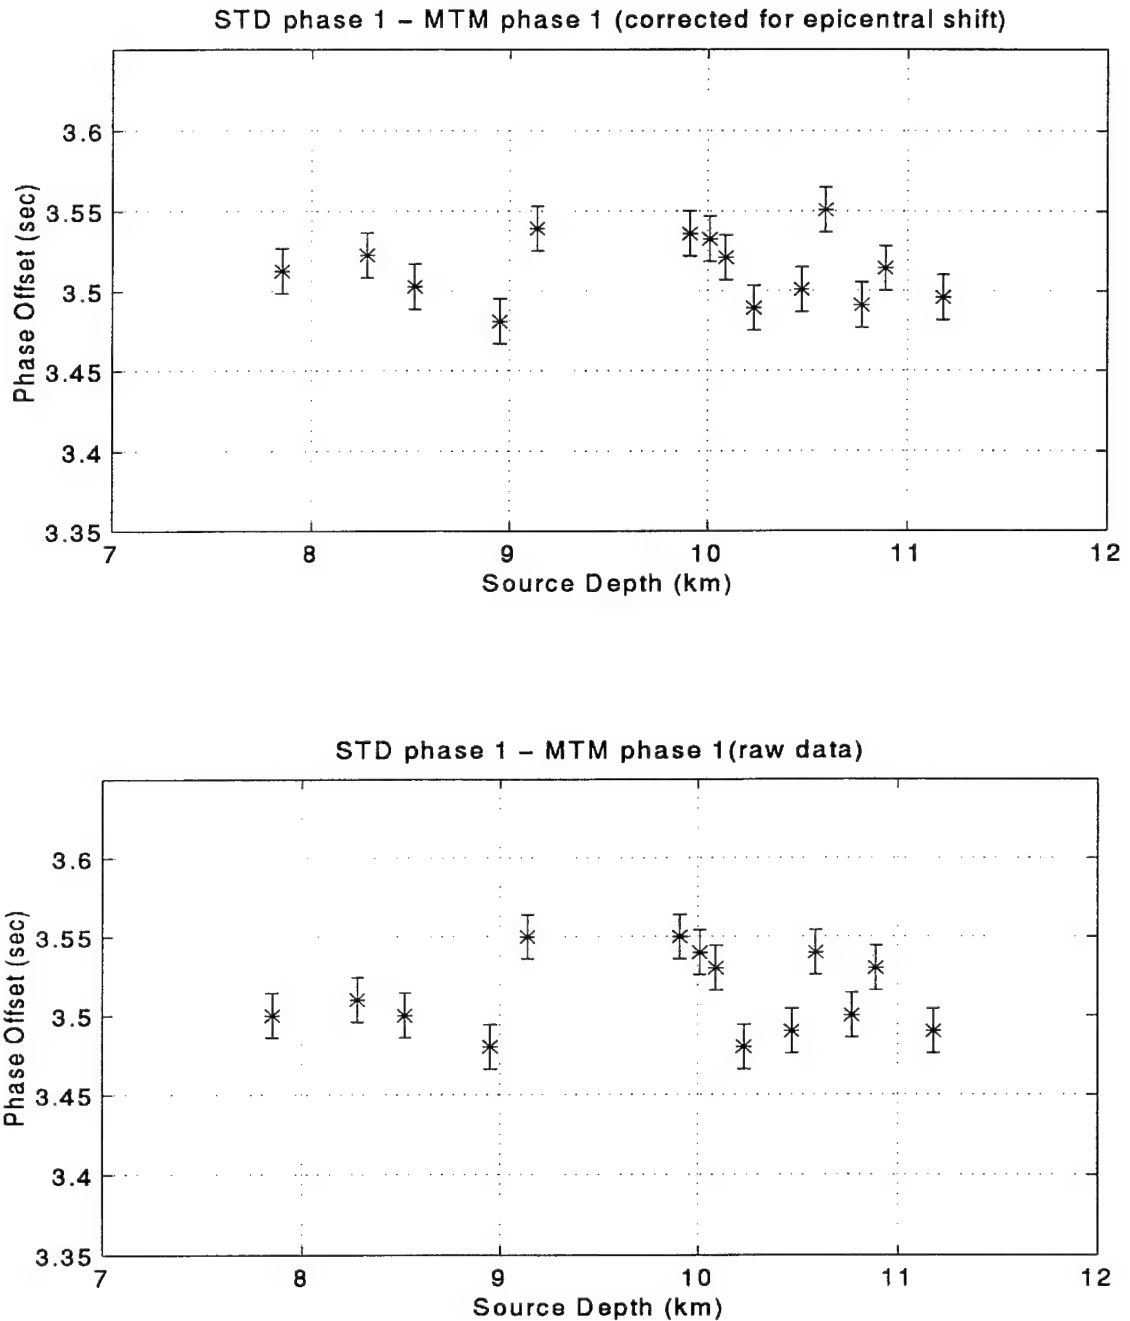 STD phase 1 – MTM phase 1 (corrected for epicentral shift)
3.6
3.55
3.5
3.45
3.4
3.35
Phase Offset (sec)
7 8 9 10 11 12
Source Depth (km)
STD phase 1 – MTM phase 1(raw data)
3.6
3.55
3.5
3.45
3.4
3.35
Phase Offset (sec)
7 8 9 10 11 12
Source Depth (km)